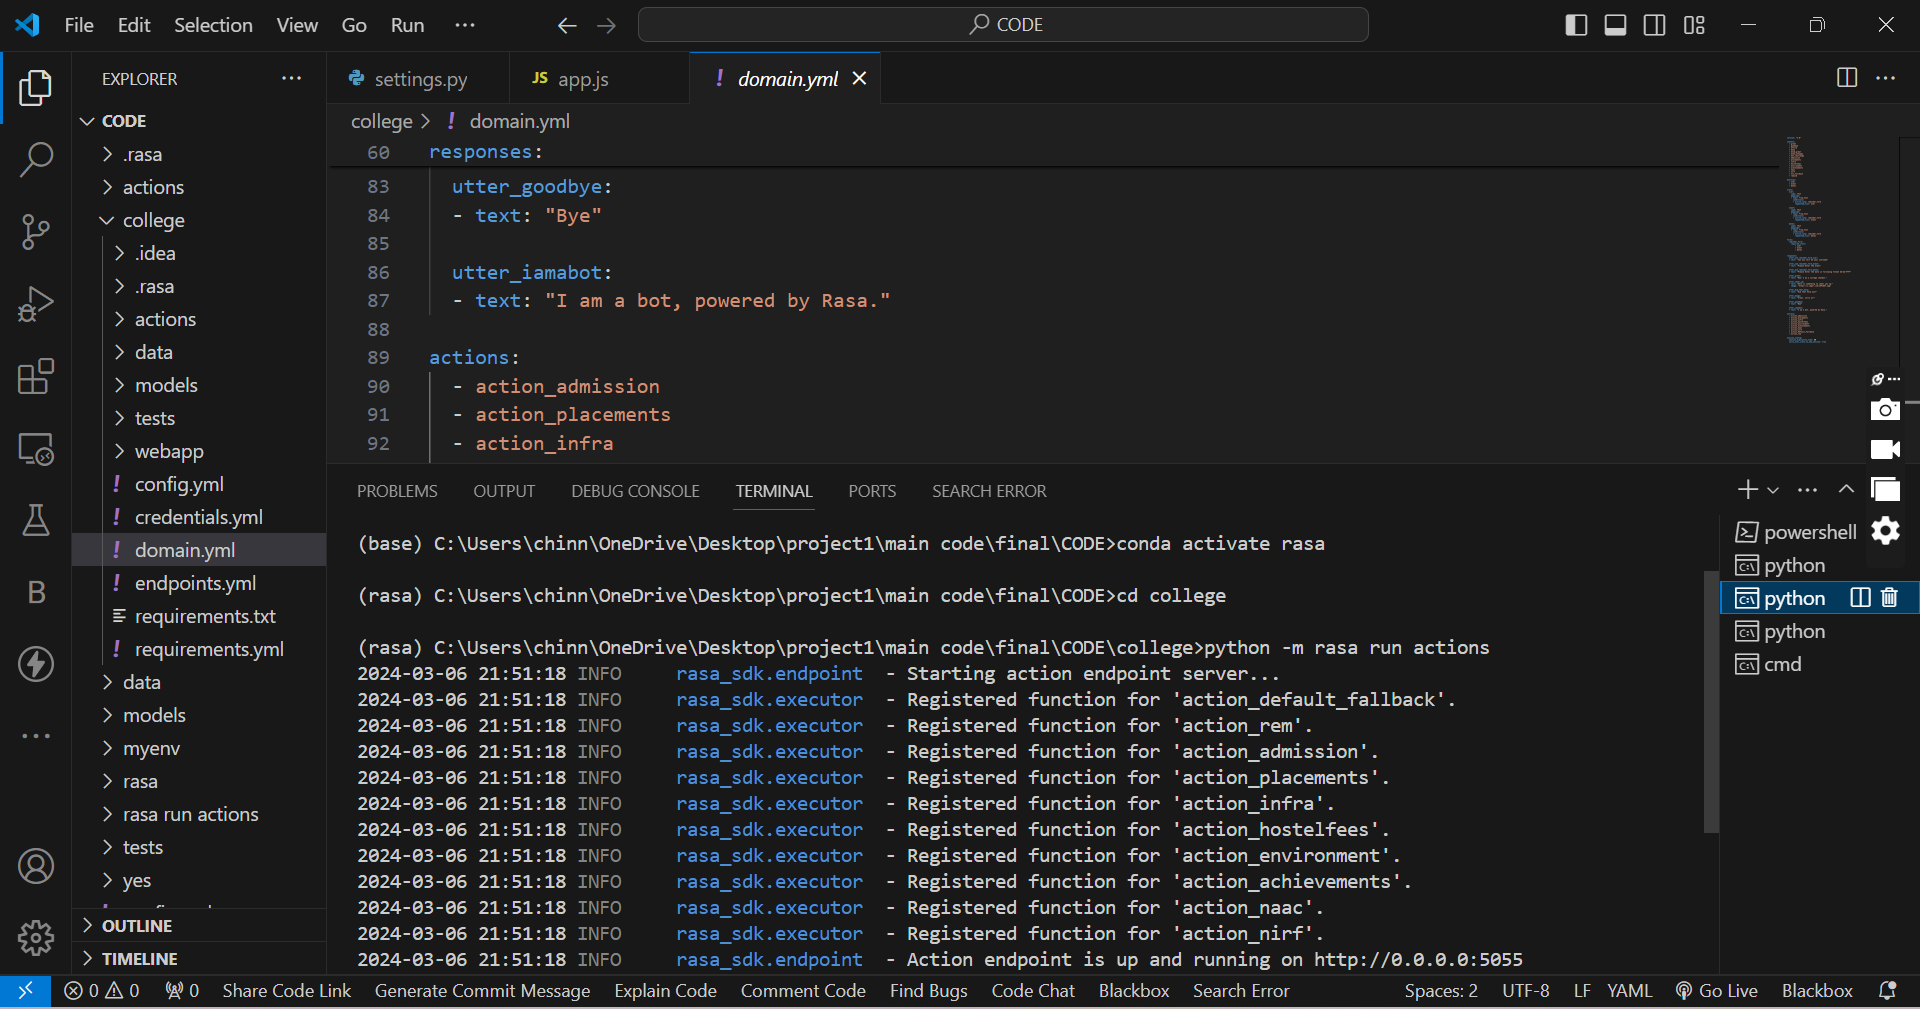 File Edit Selection View Go Run
CODE
EXPLORER
settings.py
JS app.js
! domain.yml
college > ! domain.yml
CODE
.rasa
actions
college
.idea
.rasa
actions
data
models
tests
webapp
! config.yml
! credentials.yml
! domain.yml
! endpoints.yml
requirements.txt
! requirements.yml
data
models
myenv
rasa
rasa run actions
tests
yes
OUTLINE
TIMELINE
60 responses:
83 utter_goodbye:
84 - text: "Bye"
85
86 utter_iamabot:
87 - text: "I am a bot, powered by Rasa."
88
89 actions:
90 - action_admission
91 - action_placements
92 - action_infra
PROBLEMS OUTPUT DEBUG CONSOLE TERMINAL PORTS SEARCH ERROR
(base) C:\Users\chinn\OneDrive\Desktop\project1\main code\final\CODE>conda activate rasa
(rasa) C:\Users\chinn\OneDrive\Desktop\project1\main code\final\CODE>cd college
(rasa) C:\Users\chinn\OneDrive\Desktop\project1\main code\final\CODE\college>python -m rasa run actions
2024-03-06 21:51:18 INFO rasa_sdk.endpoint - Starting action endpoint server...
2024-03-06 21:51:18 INFO rasa_sdk.executor - Registered function for 'action_default_fallback'.
2024-03-06 21:51:18 INFO rasa_sdk.executor - Registered function for 'action_rem'.
2024-03-06 21:51:18 INFO rasa_sdk.executor - Registered function for 'action_admission'.
2024-03-06 21:51:18 INFO rasa_sdk.executor - Registered function for 'action_placements'.
2024-03-06 21:51:18 INFO rasa_sdk.executor - Registered function for 'action_infra'.
2024-03-06 21:51:18 INFO rasa_sdk.executor - Registered function for 'action_hostelfees'.
2024-03-06 21:51:18 INFO rasa_sdk.executor - Registered function for 'action_environment'.
2024-03-06 21:51:18 INFO rasa_sdk.executor - Registered function for 'action_achievements'.
2024-03-06 21:51:18 INFO rasa_sdk.executor - Registered function for 'action_naac'.
2024-03-06 21:51:18 INFO rasa_sdk.executor - Registered function for 'action_nirf'.
2024-03-06 21:51:18 INFO rasa_sdk.endpoint - Action endpoint is up and running on http://0.0.0.0:5055
powershell
python
python
python
cmd
0 0 0 Share Code Link Generate Commit Message Explain Code Comment Code Find Bugs Code Chat Blackbox Search Error Spaces: 2 UTF-8 LF YAML Go Live Blackbox